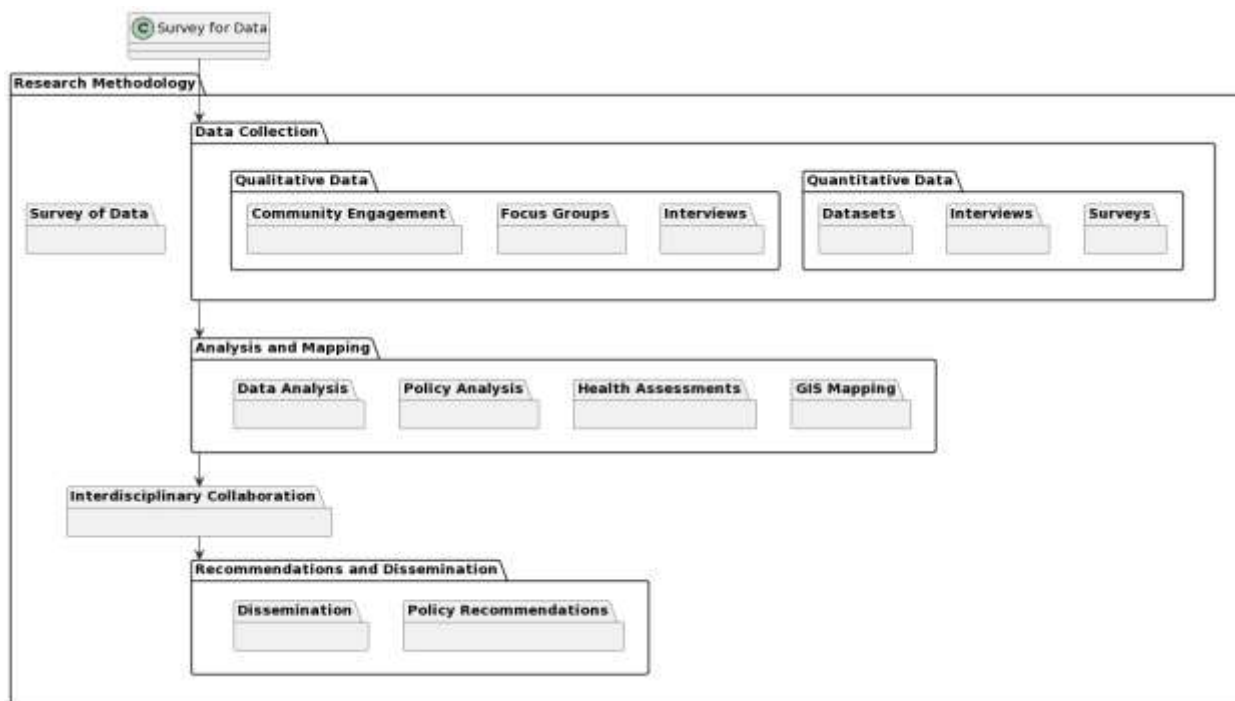 C Survey for Data
Research Methodology
Data Collection
Qualitative Data
Quantitative Data
Survey of Data
Community Engagement
Focus Groups
Interviews
Datasets
Interviews
Surveys
Analysis and Mapping
Data Analysis
Policy Analysis
Health Assessments
GIS Mapping
Interdisciplinary Collaboration
Recommendations and Dissemination
Dissemination
Policy Recommendations